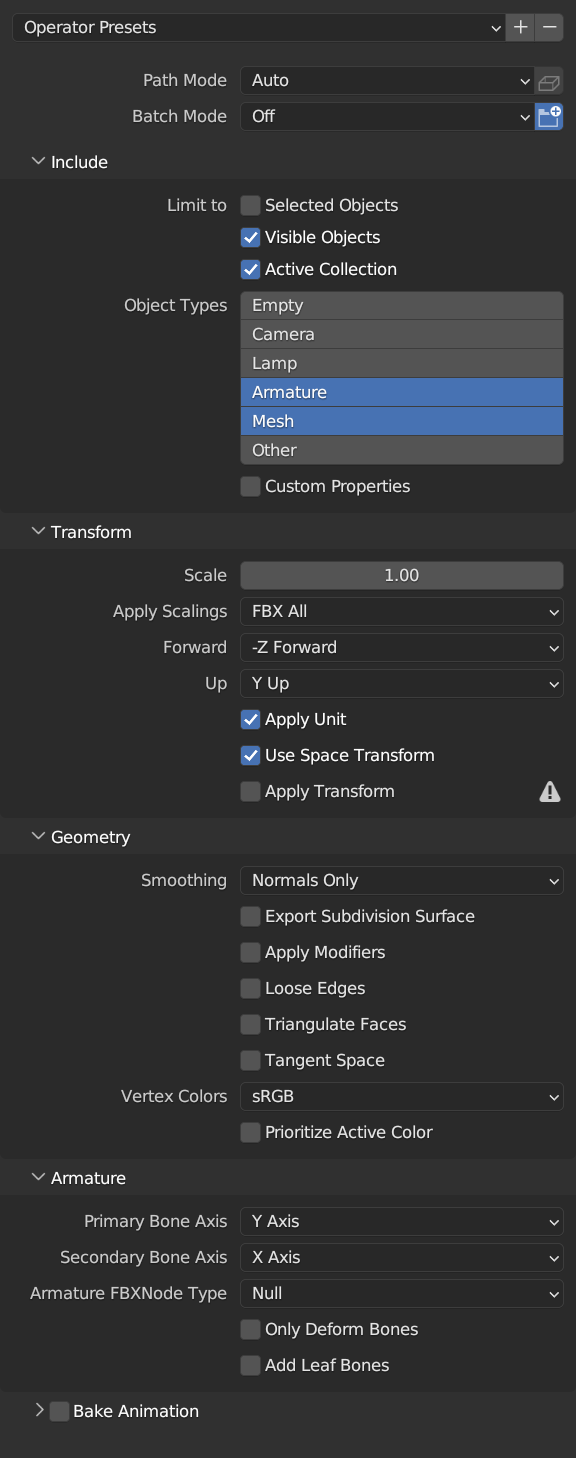 Operator Presets
Path Mode Auto
Batch Mode Off
Include
Limit to Selected Objects
Visible Objects
Active Collection
Object Types Empty
Camera
Lamp
Armature
Mesh
Other
Custom Properties
Transform
Scale 1.00
Apply Scalings FBX All
Forward -Z Forward
Up Y Up
Apply Unit
Use Space Transform
Apply Transform
Geometry
Smoothing Normals Only
Export Subdivision Surface
Apply Modifiers
Loose Edges
Triangulate Faces
Tangent Space
Vertex Colors sRGB
Prioritize Active Color
Armature
Primary Bone Axis Y Axis
Secondary Bone Axis X Axis
Armature FBXNode Type Null
Only Deform Bones
Add Leaf Bones
Bake Animation